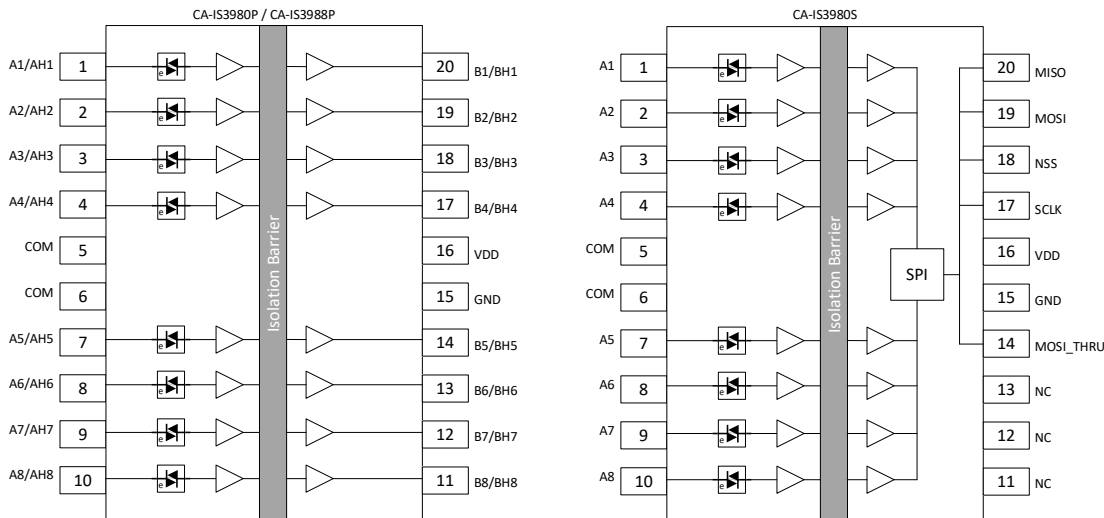 CA-IS3980P / CA-IS3988P
A1/AH1 1 e 20 B1/BH1
A2/AH2 2 e 19 B2/BH2
A3/AH3 3 e 18 B3/BH3
A4/AH4 4 e 17 B4/BH4
COM 5 16 VDD
COM 6 15 GND
A5/AH5 7 e 14 B5/BH5
A6/AH6 8 e 13 B6/BH6
A7/AH7 9 e 12 B7/BH7
A8/AH8 10 e 11 B8/BH8
Isolation Barrier
CA-IS3980S
A1 1 e 20 MISO
A2 2 e 19 MOSI
A3 3 e 18 NSS
A4 4 e 17 SCLK
COM 5 16 VDD
SPI
COM 6 15 GND
A5 7 e 14 MOSI_THRU
A6 8 e 13 NC
A7 9 e 12 NC
A8 10 e 11 NC
Isolation Barrier